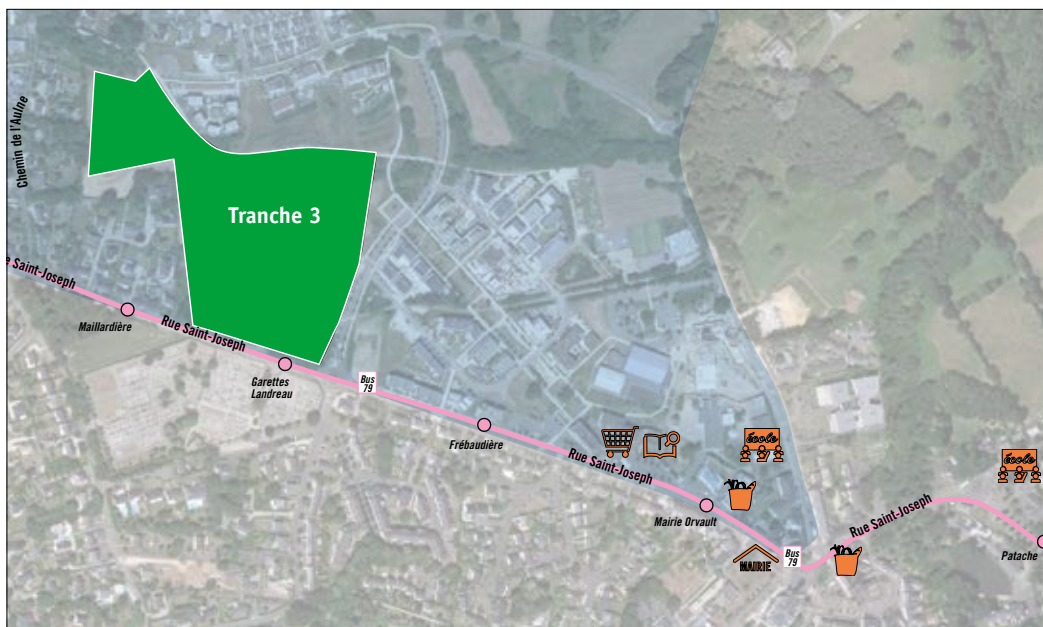 Chemin de l'Aulne
Tranche 3
e Saint-Joseph
Maillardière
Rue Saint-Joseph
Garettes
Landreau
Bus
79
Frébaudière
école
Rue Saint-Joseph
école
Mairie Orvault
Rue Saint-Joseph
MAIRIE
Bus
79
Patache